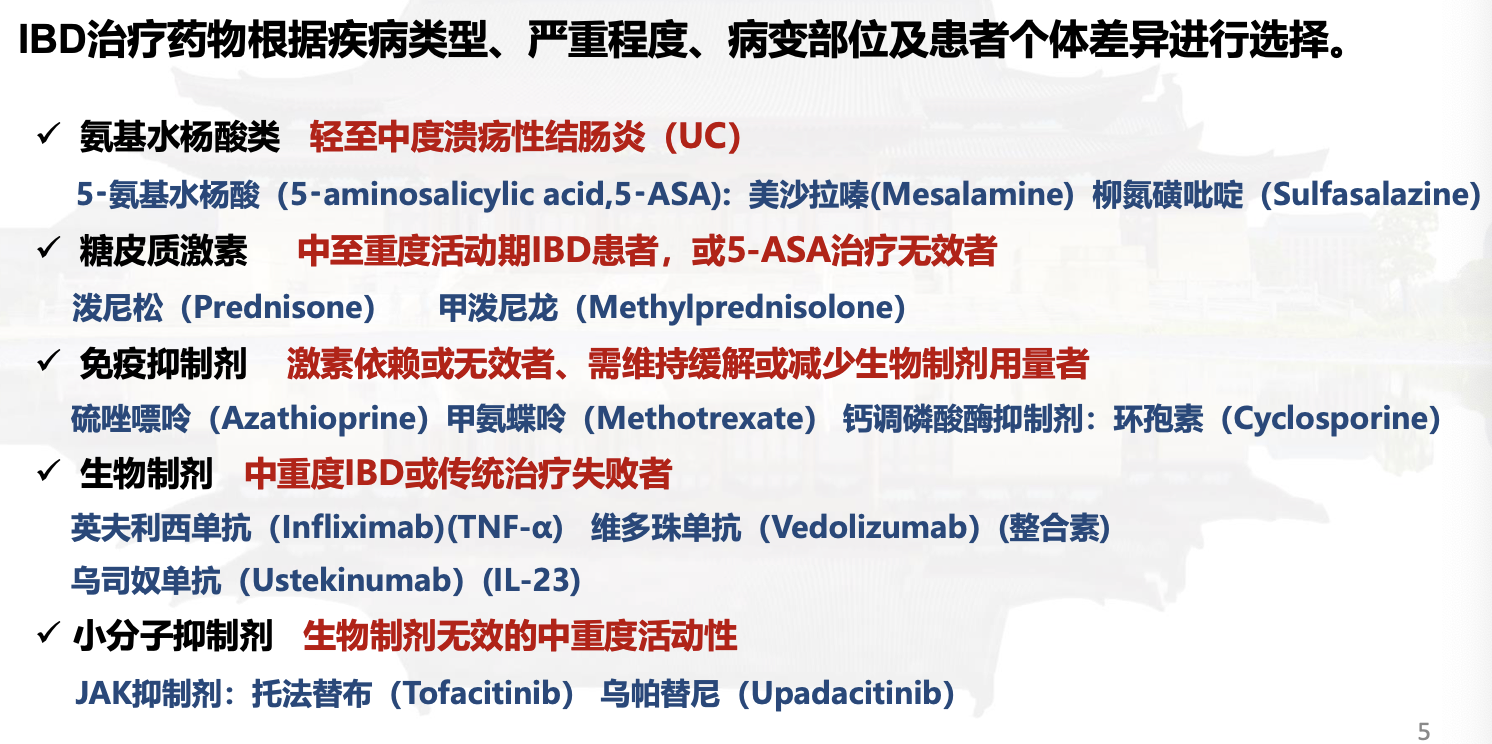 IBD治疗药物根据疾病类型、严重程度、病变部位及患者个体差异进行选择。
✓ 氨基水杨酸类 轻至中度溃疡性结肠炎（UC）
5-氨基水杨酸（5-aminosalicylic acid,5-ASA): 美沙拉嗪(Mesalamine) 柳氮磺吡啶（Sulfasalazine)
✓ 糖皮质激素 中至重度活动期IBD患者，或5-ASA治疗无效者
泼尼松（Prednisone） 甲泼尼龙（Methylprednisolone）
✓ 免疫抑制剂 激素依赖或无效者、需维持缓解或减少生物制剂用量者
硫唑嘌呤（Azathioprine）甲氨蝶呤（Methotrexate） 钙调磷酸酶抑制剂：环孢素（Cyclosporine）
✓ 生物制剂 中重度IBD或传统治疗失败者
英夫利西单抗（Infliximab)(TNF-α） 维多珠单抗（Vedolizumab）(整合素)
乌司奴单抗（Ustekinumab）(IL-23)
✓ 小分子抑制剂 生物制剂无效的中重度活动性
JAK抑制剂：托法替布（Tofacitinib） 乌帕替尼（Upadacitinib）
5